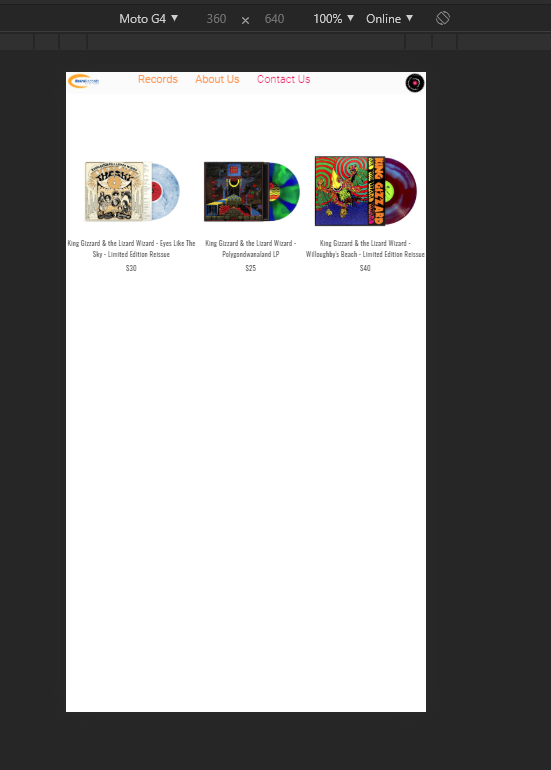 Moto G4 ▼ 360 × 640 100% ▼ Online ▼
Records About Us Contact Us
KING GIZZARD
King Gizzard & the Lizard Wizard - Eyes Like The
Sky - Limited Edition Reissue
$30
King Gizzard & the Lizard Wizard -
Polygondwanaland LP
$25
King Gizzard & the Lizard Wizard -
Willoughby's Beach - Limited Edition Reissue
$40